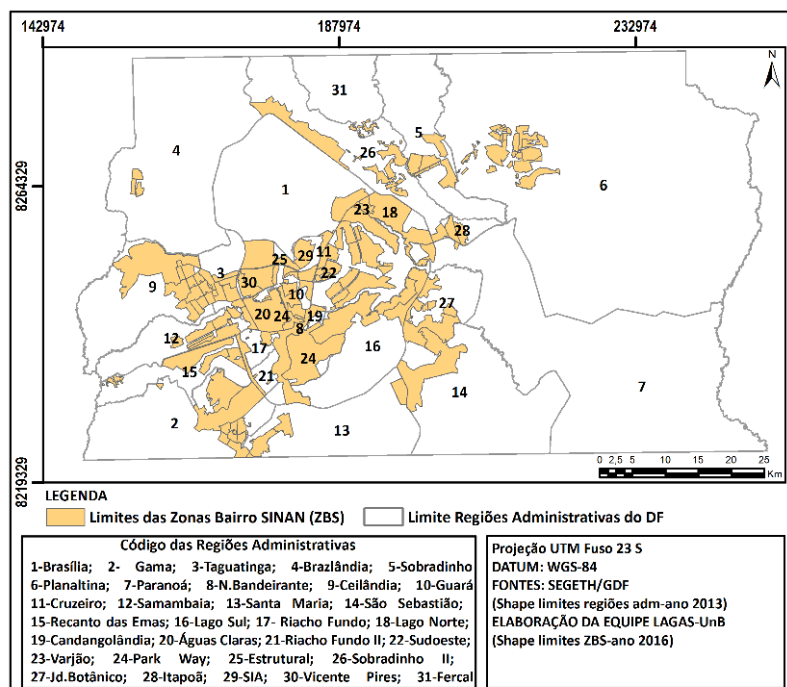 142974
187974
232974
N
31
5
4
26
6
1
8264329
23
18
28
25
29
11
3
22
9
30
10
27
20
24
19
8
12
17
16
24
15
21
14
7
2
13
8219329
0 2,5 5 10 15 20 25
Km
LEGENDA
Limites das Zonas Bairro SINAN (ZBS)
Limite Regiões Administrativas do DF
Código das Regiões Administrativas
1-Brasília; 2- Gama; 3-Taguatinga; 4-Brazlândia; 5-Sobradinho
6-Planaltina; 7-Paranoá; 8-N.Bandeirante; 9-Ceilândia; 10-Guará
11-Cruzeiro; 12-Samambaia; 13-Santa Maria; 14-São Sebastião;
15-Recanto das Emas; 16-Lago Sul; 17- Riacho Fundo; 18-Lago Norte;
19-Candangolândia; 20-Águas Claras; 21-Riacho Fundo II; 22-Sudoeste;
23-Varjão; 24-Park Way; 25-Estrutural; 26-Sobradinho II;
27-Jd.Botânico; 28-Itapoã; 29-SIA; 30-Vicente Pires; 31-Fercal
Projeção UTM Fuso 23 S
DATUM: WGS-84
FONTES: SEGETH/GDF
(Shape limites regiões adm-ano 2013)
ELABORAÇÃO DA EQUIPE LAGAS-UnB
(Shape limites ZBS-ano 2016)